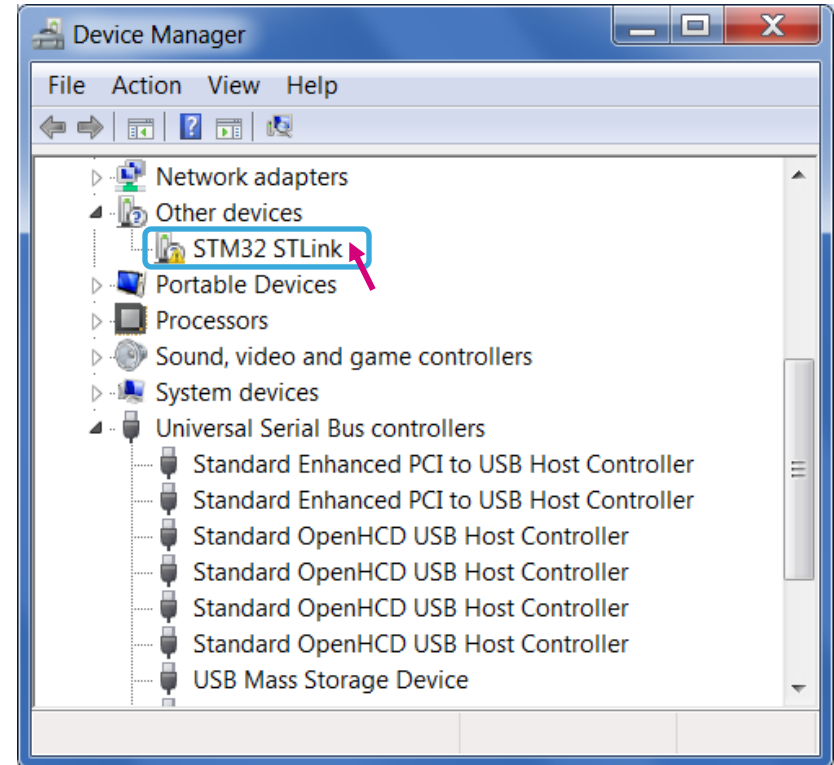 Device Manager
File Action View Help
Network adapters
Other devices
STM32 STLink
Portable Devices
Processors
Sound, video and game controllers
System devices
Universal Serial Bus controllers
Standard Enhanced PCI to USB Host Controller
Standard Enhanced PCI to USB Host Controller
Standard OpenHCD USB Host Controller
Standard OpenHCD USB Host Controller
Standard OpenHCD USB Host Controller
Standard OpenHCD USB Host Controller
USB Mass Storage Device